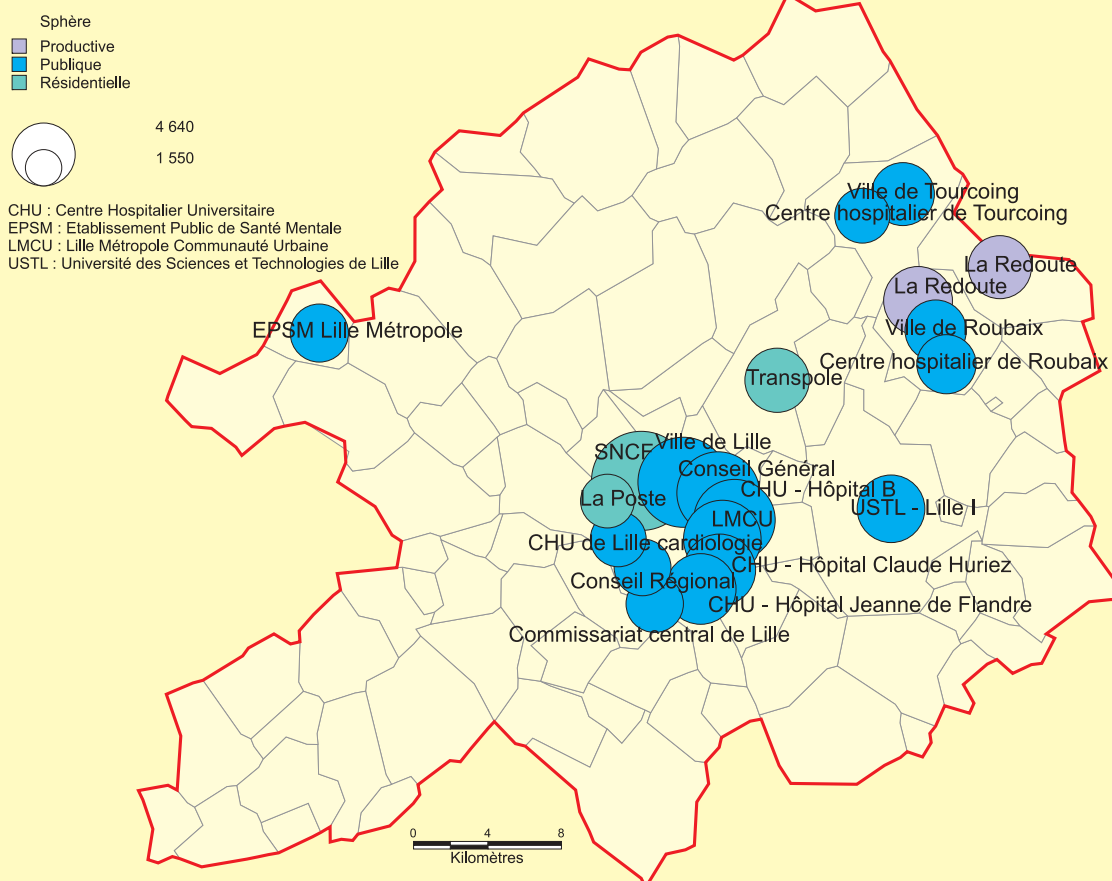 Sphère
Productive
Publique
Résidentielle
4 640
1 550
CHU : Centre Hospitalier Universitaire
EPSM : Etablissement Public de Santé Mentale
LMCU : Lille Métropole Communauté Urbaine
USTL : Université des Sciences et Technologies de Lille
Ville de Tourcoing
Centre hospitalier de Tourcoing
La Redoute
La Redoute
EPSM Lille Métropole
Ville de Roubaix
Centre hospitalier de Roubaix
Transpole
Ville de Lille
SNCF
Conseil Général
CHU - Hôpital B
La Poste
USTL - Lille I
LMCU
CHU de Lille cardiologie
CHU - Hôpital Claude Huriez
Conseil Régional
CHU - Hôpital Jeanne de Flandre
Commissariat central de Lille
0 4 8
Kilomètres